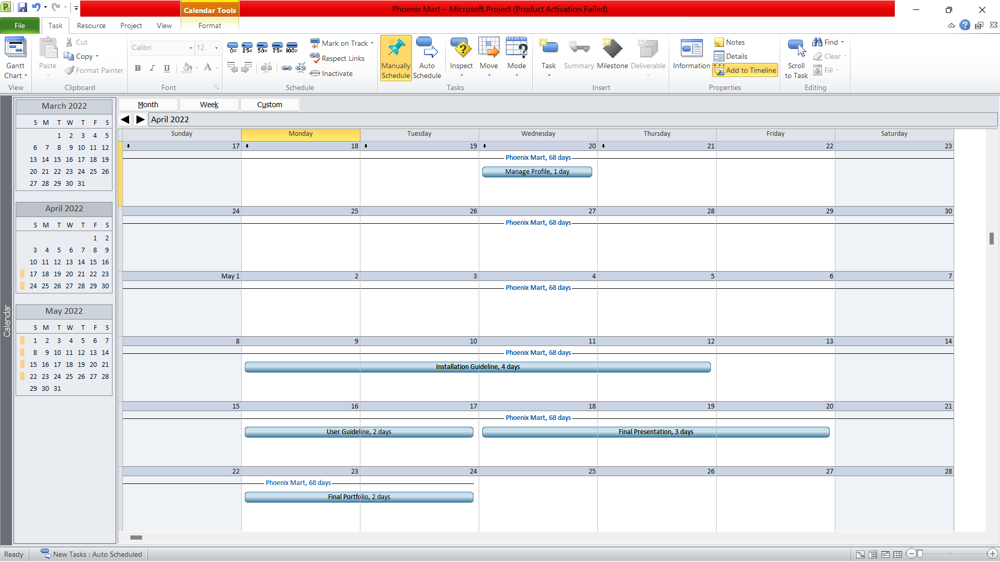 Calendar Tools
Phoenix Mart - Microsoft Project (Product Activation Failed)
File Task Resource Project View Format
Gantt Chart
View
Paste
Cut
Copy
Format Painter
Clipboard
Calibri 12
B I U A
Font
0% 25% 50% 75% 100%
Mark on Track
Respect Links
Inactivate
Schedule
Manually Schedule
Auto Schedule
Inspect
Move
Mode
Tasks
Task
Summary
Milestone
Deliverable
Insert
Information
Notes
Details
Add to Timeline
Properties
Scroll to Task
Find
Clear
Fill
Editing
Calendar
March 2022
S M T W T F S
1 2 3 4 5
6 7 8 9 10 11 12
13 14 15 16 17 18 19
20 21 22 23 24 25 26
27 28 29 30 31
April 2022
S M T W T F S
1 2
3 4 5 6 7 8 9
10 11 12 13 14 15 16
17 18 19 20 21 22 23
24 25 26 27 28 29 30
May 2022
S M T W T F S
1 2 3 4 5 6 7
8 9 10 11 12 13 14
15 16 17 18 19 20 21
22 23 24 25 26 27 28
29 30 31
Month Week Custom
April 2022
Sunday Monday Tuesday Wednesday Thursday Friday Saturday
17 18 19 20 21 22 23
Phoenix Mart, 68 days
Manage Profile, 1 day
24 25 26 27 28 29 30
Phoenix Mart, 68 days
May 1 2 3 4 5 6 7
Phoenix Mart, 68 days
8 9 10 11 12 13 14
Phoenix Mart, 68 days
Installation Guideline, 4 days
15 16 17 18 19 20 21
Phoenix Mart, 68 days
User Guideline, 2 days Final Presentation, 3 days
22 23 24 25 26 27 28
Phoenix Mart, 68 days
Final Portfolio, 2 days
Ready New Tasks : Auto Scheduled